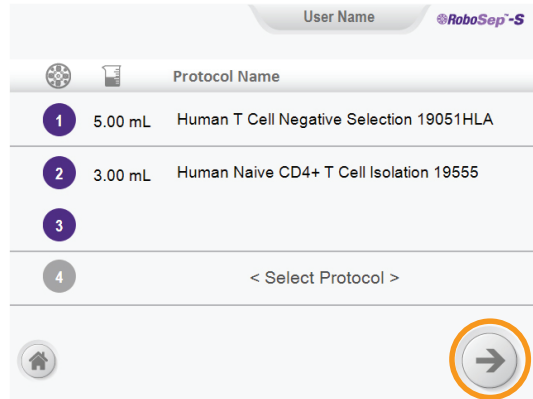 User Name
RoboSep™-S
Protocol Name
1 5.00 mL Human T Cell Negative Selection 19051HLA
2 3.00 mL Human Naive CD4+ T Cell Isolation 19555
3
4 < Select Protocol >